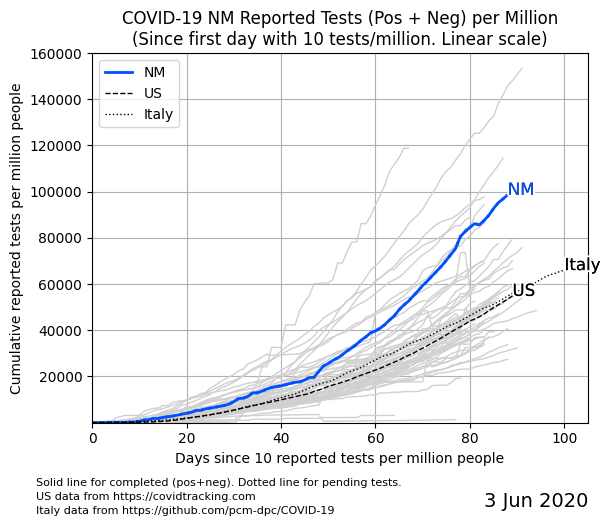 COVID-19 NM Reported Tests (Pos + Neg) per Million
(Since first day with 10 tests/million. Linear scale)
160000
140000
120000
100000
80000
60000
40000
20000
Cumulative reported tests per million people
NM
US
Italy
NM
Italy
US
0
20
40
60
80
100
Days since 10 reported tests per million people
Solid line for completed (pos+neg). Dotted line for pending tests.
US data from https://covidtracking.com
Italy data from https://github.com/pcm-dpc/COVID-19
3 Jun 2020